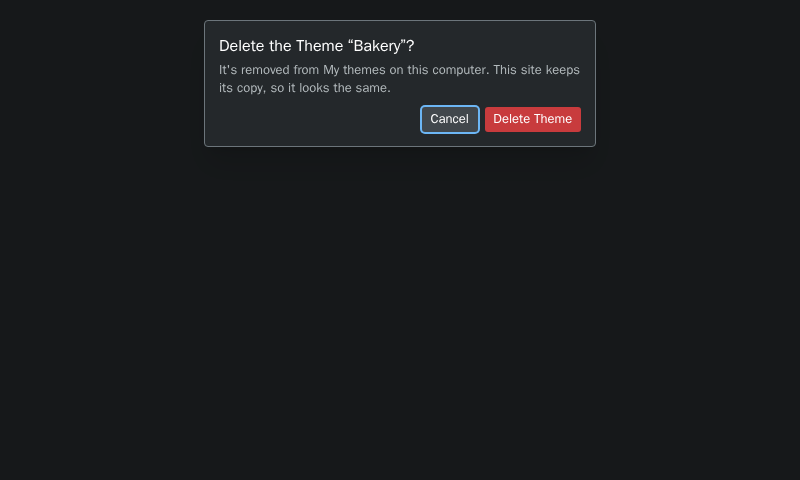 Delete the Theme “Bakery”?
It's removed from My themes on this computer. This site keeps
its copy, so it looks the same.
Cancel
Delete Theme